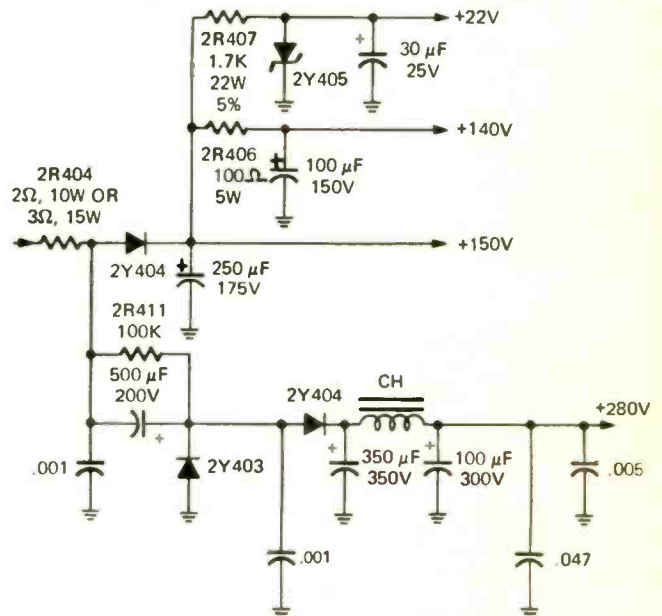 +22V
2R407
1.7K
22W
5%
2Y405
+
30 µF
25V
+140V
2R406
100Ω
5W
+
100 µF
150V
2R404
2Ω, 10W OR
3Ω, 15W
2Y404
+150V
+
250 µF
175V
2R411
100K
500 µF
200V
+
2Y404
CH
+280V
.001
2Y403
+
350 µF
350V
+
100 µF
300V
.005
.001
.047